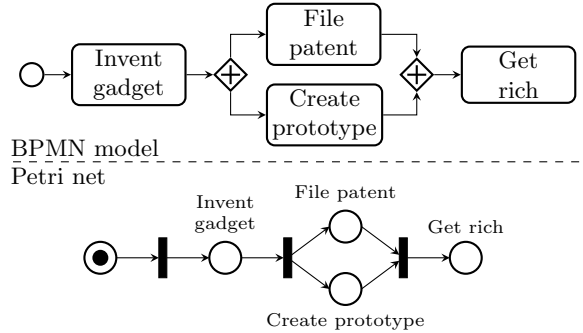 File
patent
Invent
gadget
Get
rich
Create
prototype
BPMN model
Petri net
Invent
gadget
File patent
Get rich
Create prototype